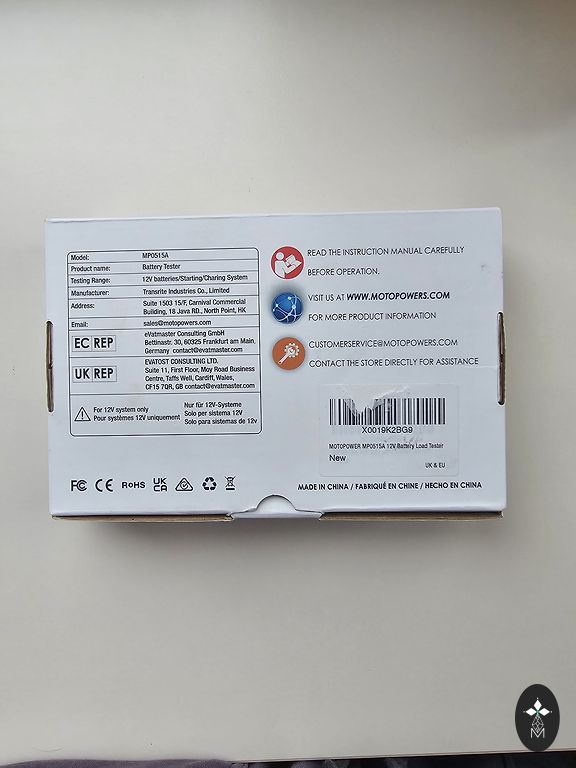 Model: MP0515A
Product name: Battery Tester
Testing Range: 12V batteries/Starting/Charing System
Manufacturer: Transrite Industries Co., Limited
Address: Suite 1503 15/F, Carnival Commercial
Building, 18 Java RD., North Point, HK
Email: sales@motopowers.com
EC REP
eVatmaster Consulting GmbH
Bettinastr. 30, 60325 Frankfurt am Main,
Germany contact@evatmaster.com
UK REP
EVATOST CONSULTING LTD.
Suite 11, First Floor, Moy Road Business
Centre, Taffs Well, Cardiff, Wales,
CF15 7QR, GB contact@evatmaster.com
For 12V system only
Pour systèmes 12V uniquement
Nur für 12V-Systeme
Solo per sistema 12V
Solo para sistemas de 12v
FC CE RoHS UK CA
READ THE INSTRUCTION MANUAL CAREFULLY
BEFORE OPERATION.
VISIT US AT WWW.MOTOPOWERS.COM
FOR MORE PRODUCT INFORMATION
CUSTOMERSERVICE@MOTOPOWERS.COM
CONTACT THE STORE DIRECTLY FOR ASSISTANCE
X0019K2BG9
MOTOPOWER MP0515A 12V Battery Load Tester
New
UK & EU
MADE IN CHINA / FABRIQUÉ EN CHINE / HECHO EN CHINA
M